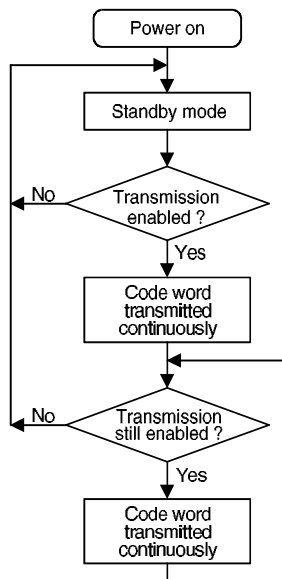 Power on
Standby mode
No
Transmission
enabled ?
Yes
Code word
transmitted
continuously
No
Transmission
still enabled ?
Yes
Code word
transmitted
continuously